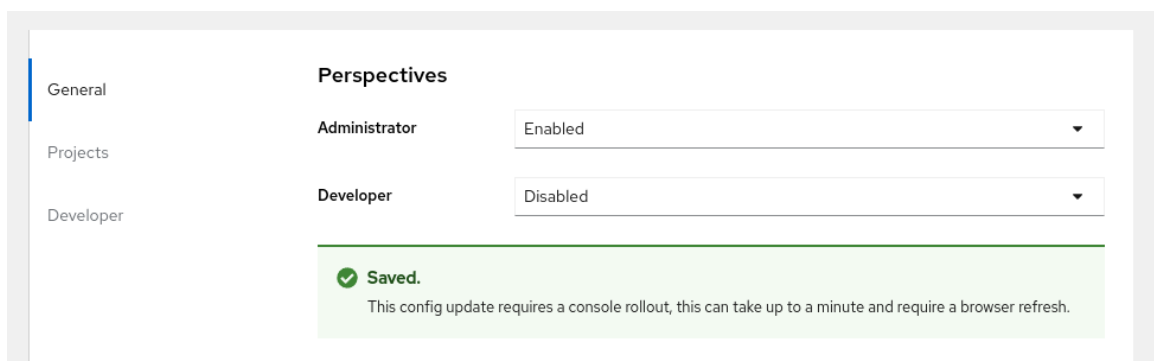 General
Projects
Developer
Perspectives
Administrator
Enabled
Developer
Disabled
Saved.
This config update requires a console rollout, this can take up to a minute and require a browser refresh.